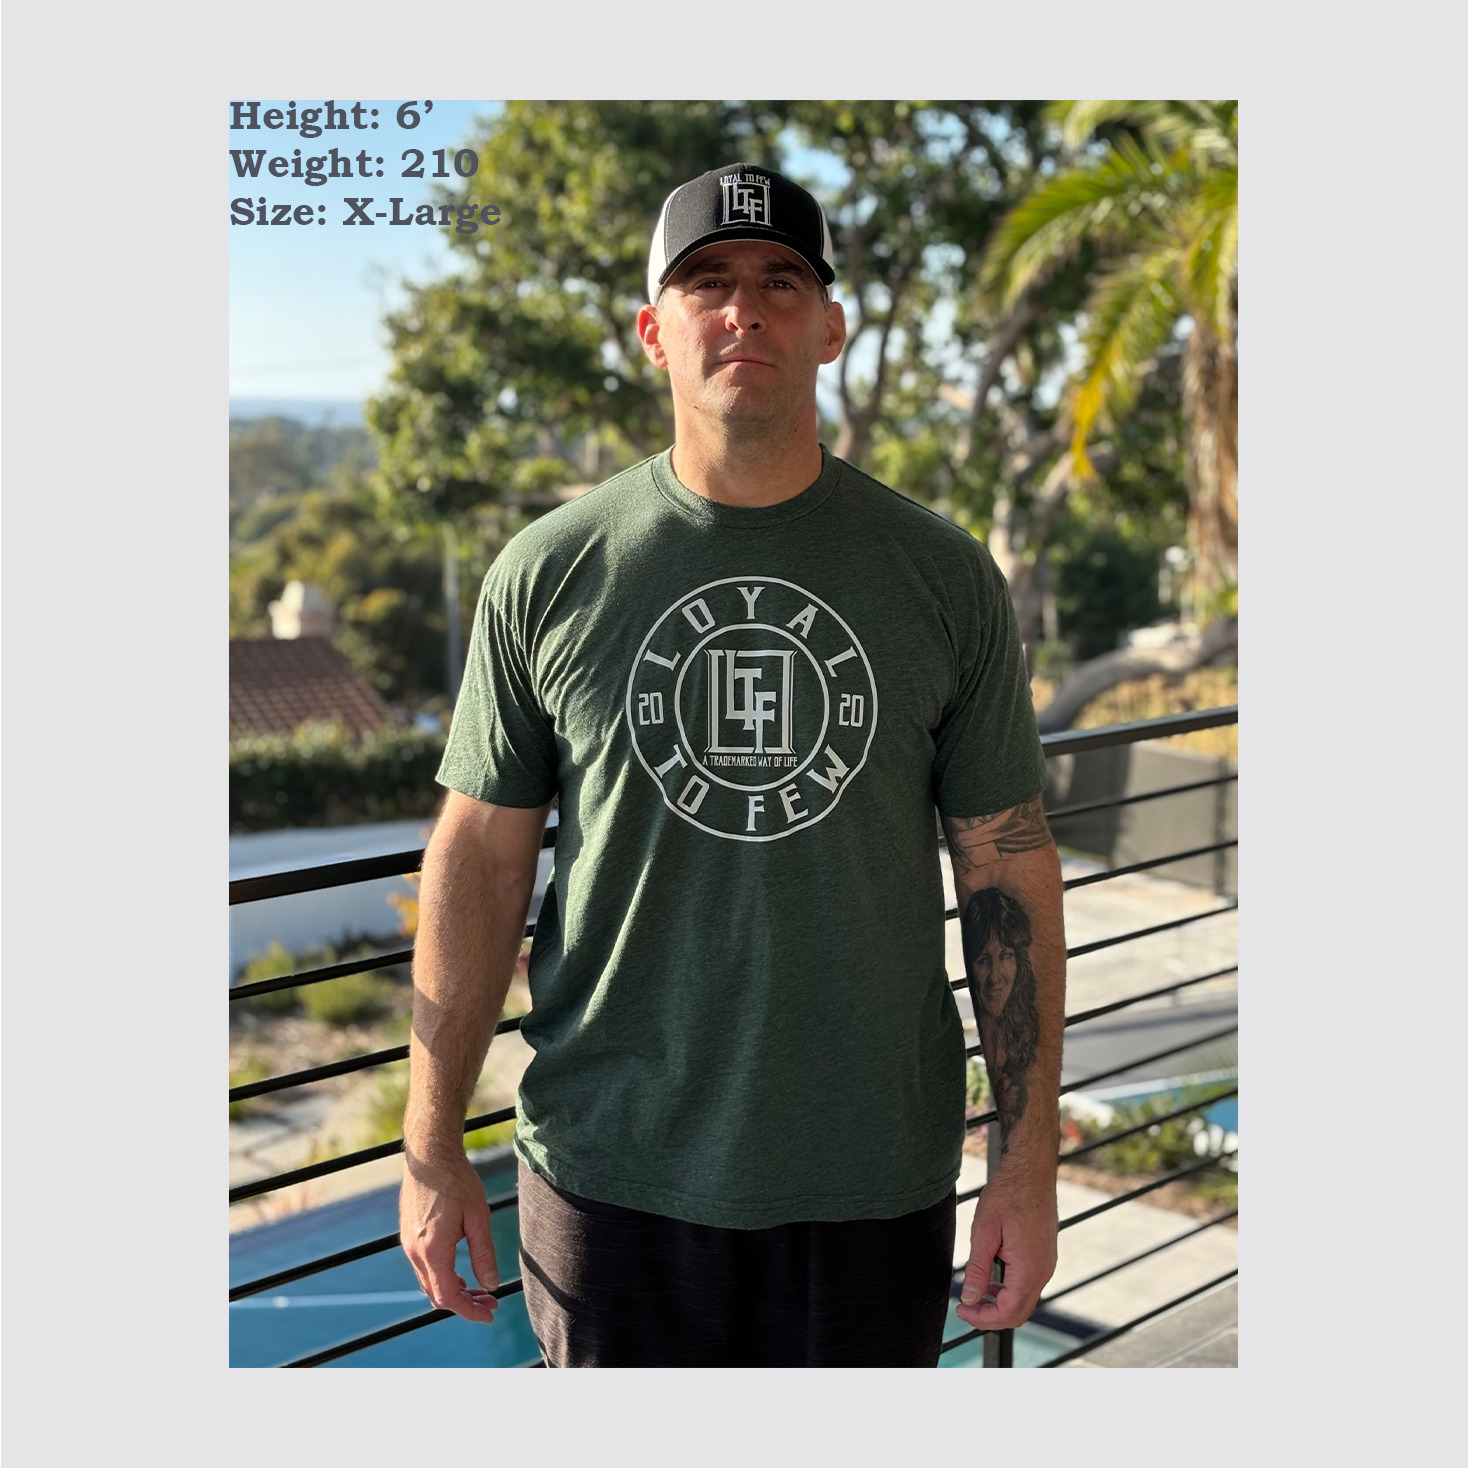 Height: 6’
Weight: 210
Size: X-Large
LOYAL TO FEW
LTF
LOYAL
20 LTF 20
A TRADEMARKED WAY OF LIFE
TO FEW